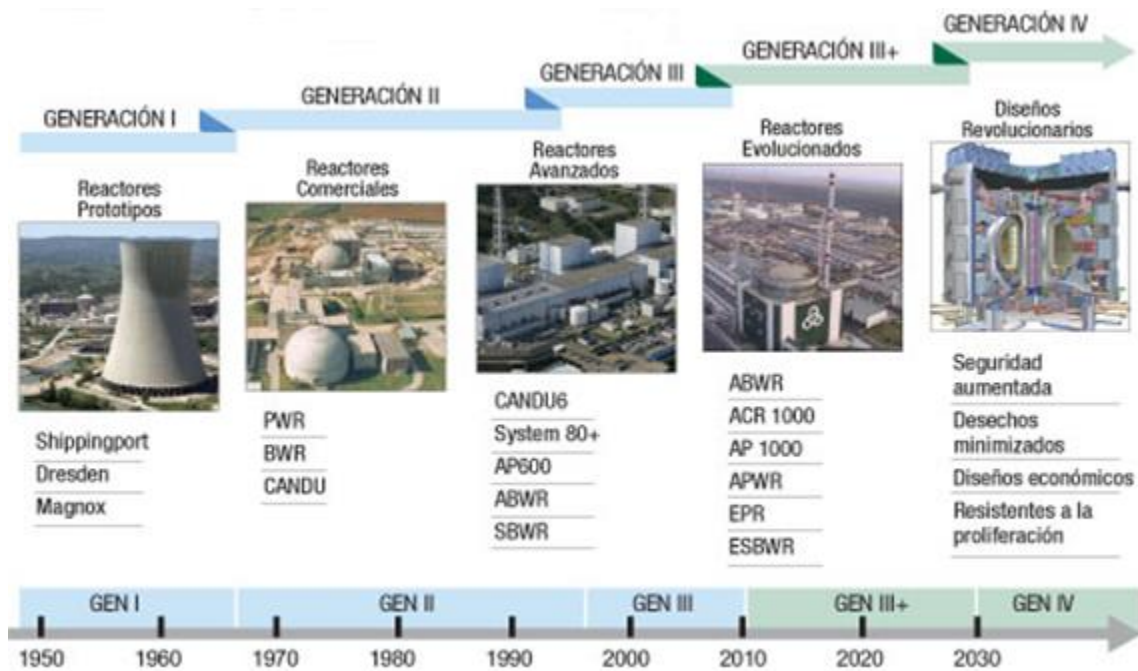 GENERACIÓN I
GENERACIÓN II
GENERACIÓN III
GENERACIÓN III+
GENERACIÓN IV
Reactores
Prototipos
Shippingport
Dresden
Magnox
Reactores
Comerciales
PWR
BWR
CANDU
Reactores
Avanzados
CANDU6
System 80+
AP600
ABWR
SBWR
Reactores
Evolucionados
ABWR
ACR 1000
AP 1000
APWR
EPR
ESBWR
Diseños
Revolucionarios
Seguridad
aumentada
Desechos
minimizados
Diseños económicos
Resistentes a la
proliferación
GEN I GEN II GEN III GEN III+ GEN IV
1950 1960 1970 1980 1990 2000 2010 2020 2030